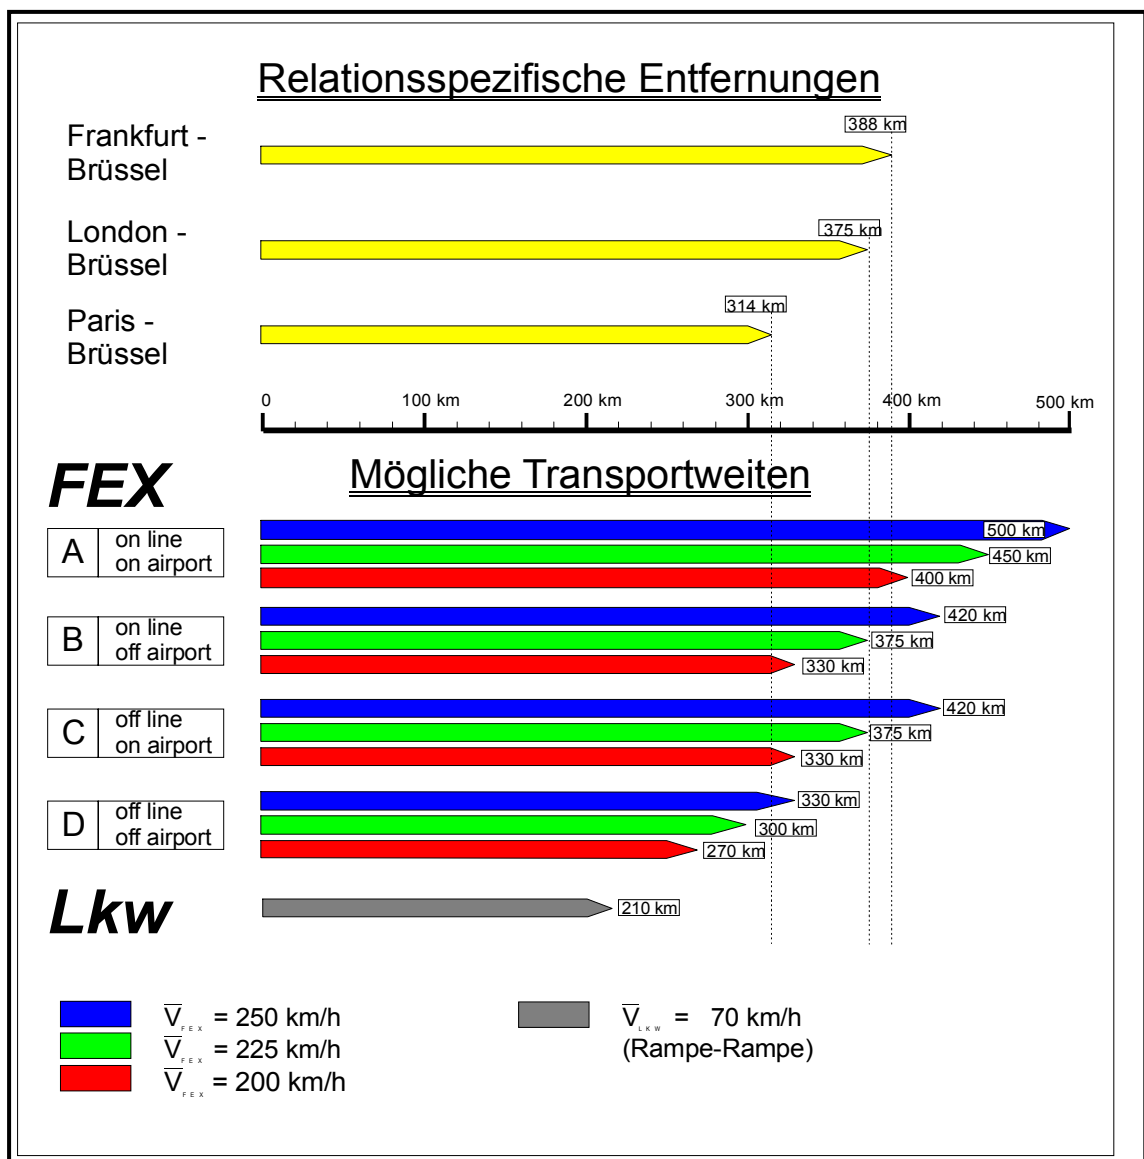 Relationsspezifische Entfernungen
388 km
Frankfurt -
Brüssel
375 km
London -
Brüssel
314 km
Paris -
Brüssel
0 100 km 200 km 300 km 400 km 500 km
FEX
Mögliche Transportweiten
A
on line
on airport
500 km
450 km
400 km
B
on line
off airport
420 km
375 km
330 km
C
off line
on airport
420 km
375 km
330 km
D
off line
off airport
330 km
300 km
270 km
Lkw
210 km
V̅FEX = 250 km/h
V̅FEX = 225 km/h
V̅FEX = 200 km/h
V̅LKW = 70 km/h
(Rampe-Rampe)